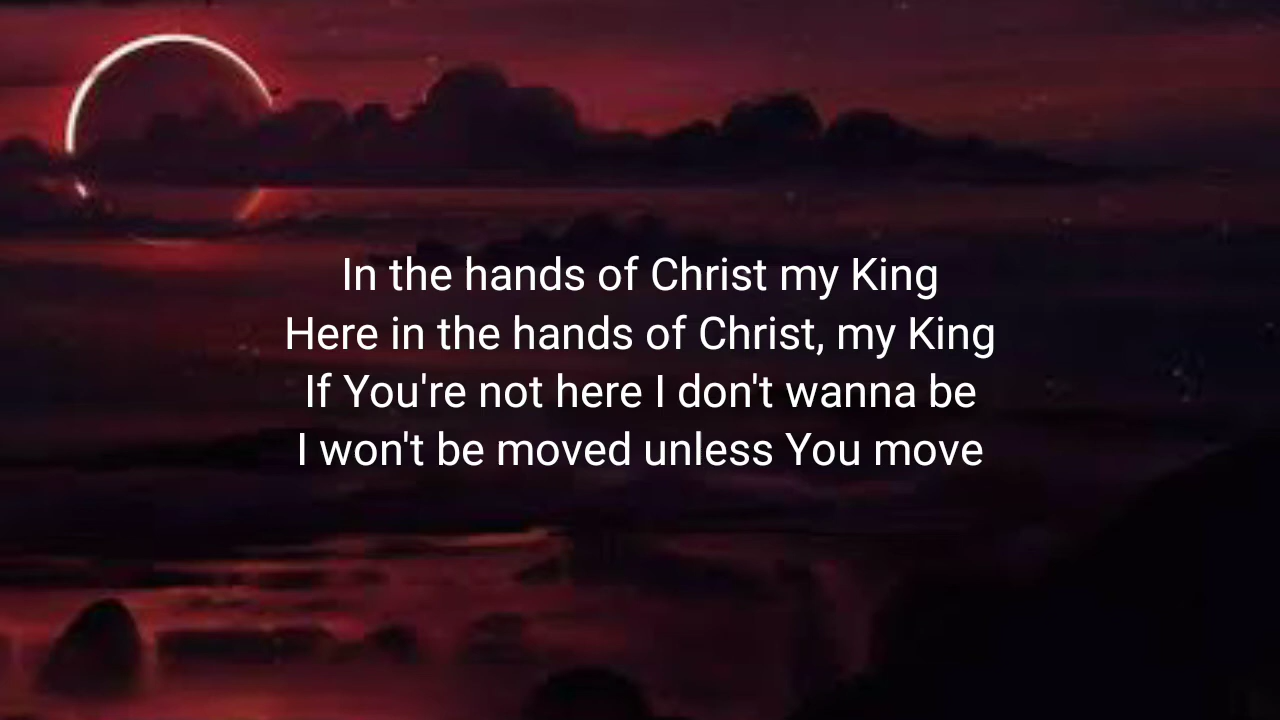 In the hands of Christ my King
Here in the hands of Christ, my King
If You're not here I don't wanna be
I won't be moved unless You move